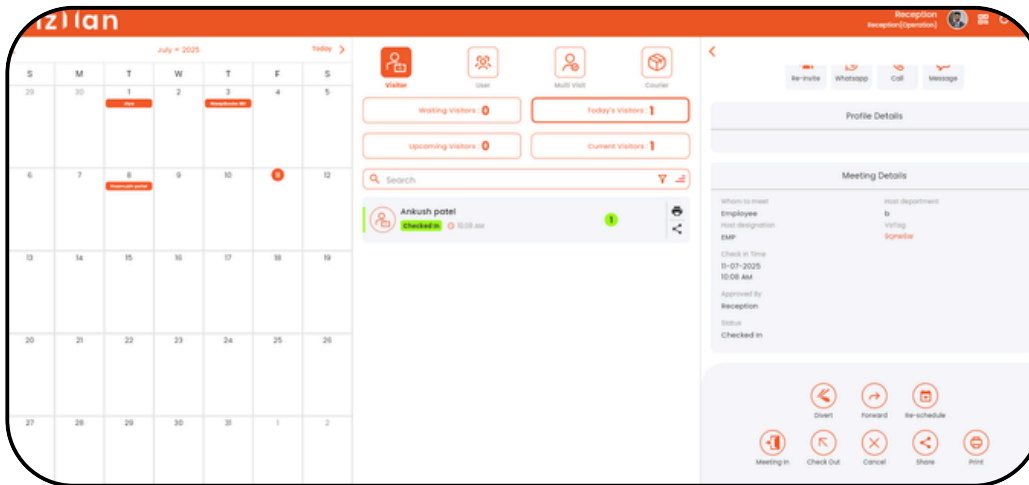 Reception
Reception(Operation)
July - 2025
Today
S M T W T F S
29 30 1 2 3 4 5
6 7 8 9 10 11 12
13 14 15 16 17 18 19
20 21 22 23 24 25 26
27 28 29 30 31 1 2
Visitor User Multi Visit Courier
Waiting Visitors : 0 Today's Visitors : 1
Upcoming Visitors : 0 Current Visitors : 1
Search
Ankush patel
Checked In 10:08 AM
1
Re-Invite Whatsapp Call Message
Profile Details
Meeting Details
Whom to meet Host department
Employee b
Host designation VizTag
EMP
Check in Time
11-07-2025
10:08 AM
Approved By
Reception
Status
Checked In
Divert Forward Re-schedule
Meeting In Check Out Cancel Share Print